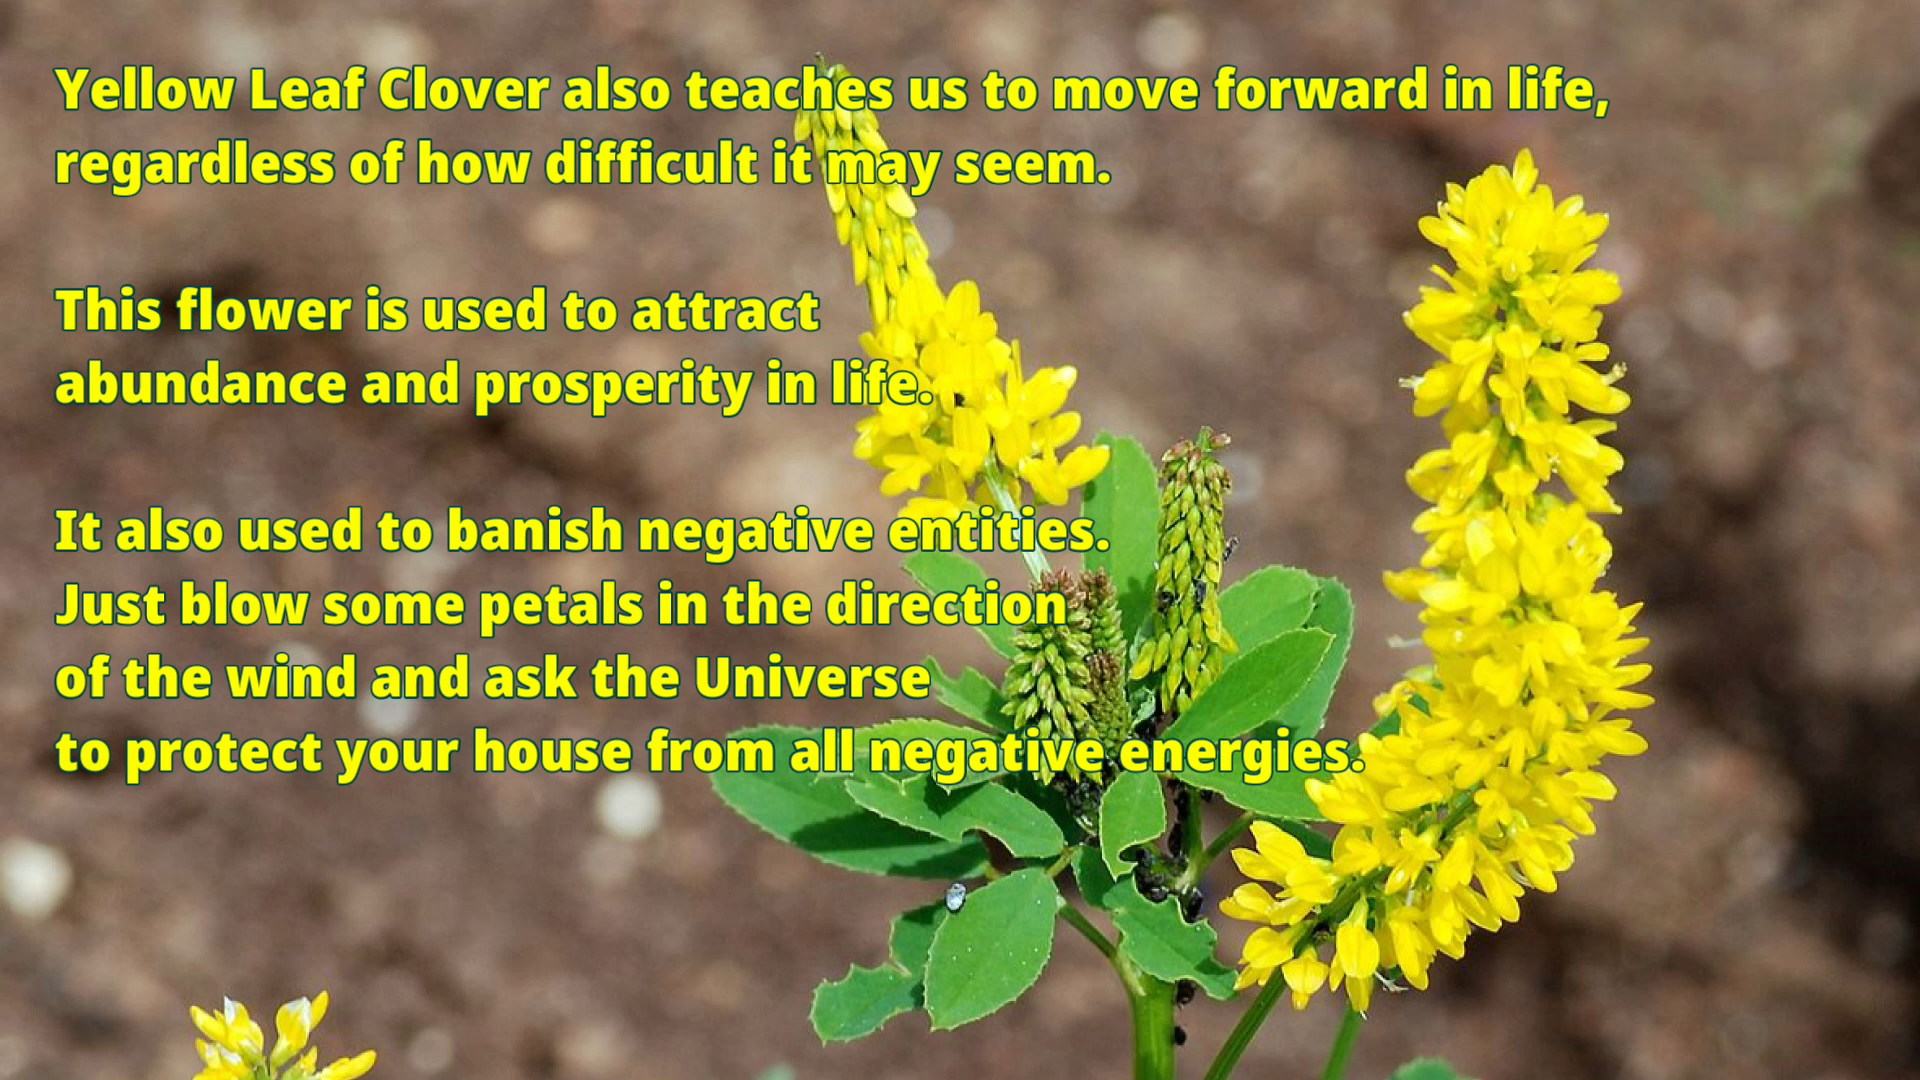 Yellow Leaf Clover also teaches us to move forward in life,
regardless of how difficult it may seem.
This flower is used to attract
abundance and prosperity in life.
It also used to banish negative entities.
Just blow some petals in the direction
of the wind and ask the Universe
to protect your house from all negative energies.